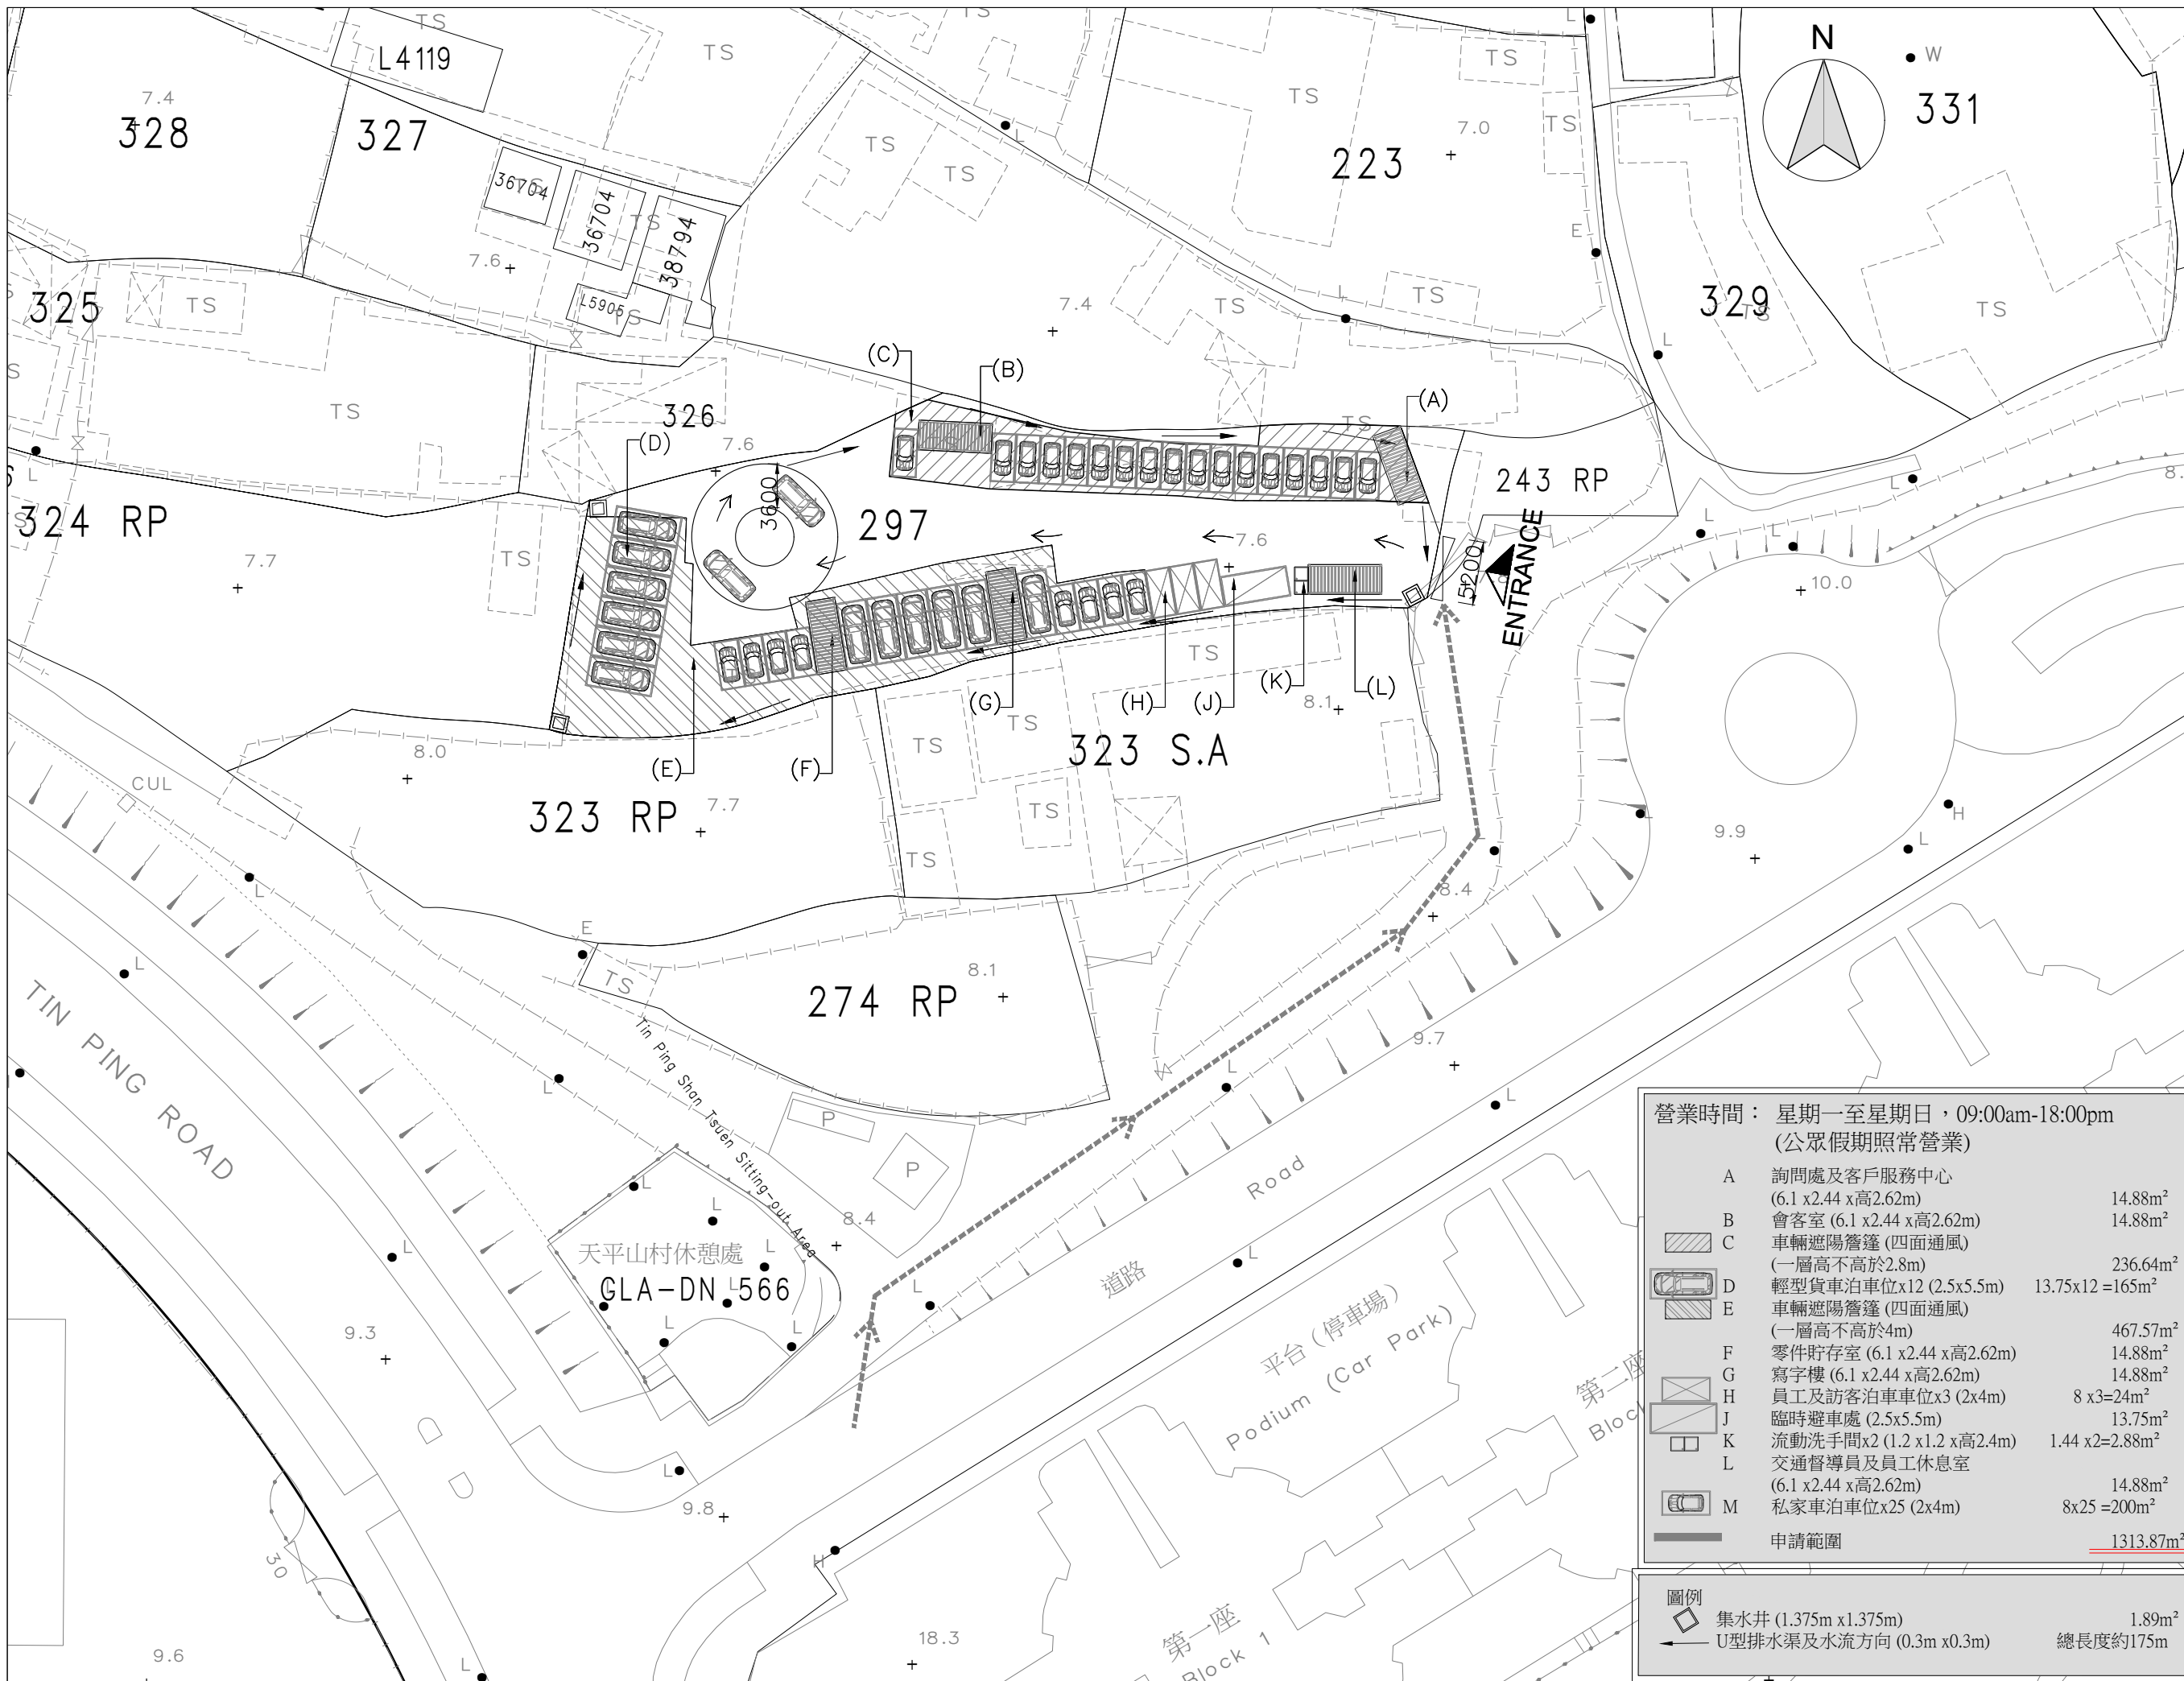 TS
TS
TS
L
N
W
L4119
TS
TS
TS
7.4
328
327
331
7.0
TS
L
TS
TS
223
36704
TS
36704
TS
38794
E
7.6
L5905
TS
325
TS
7.4
TS
L
TS
329
TS
TS
L
(C)
(B)
S
TS
326
(A)
TS
(D)
7.6
L
243 RP
L
3600
324 RP
297
7.6
L
L
7.7
TS
5200
ENTRANCE
10.0
TS
(K)
(L)
(G)
(H)
(J)
8.1
TS
TS
8.0
323 S.A
(E)
(F)
CUL
TS
H
323 RP
7.7
9.9
L
TS
L
8.4
E
L
TS
8.1
274 RP
TIN PING ROAD
Tin Ping Shan Tsuen Sitting-out Area
9.7
L
L
L
P
P
Road
道路
L
L
8.4
天平山村休憩處
L
L
GLA-DN 566
L
L
L
L
L
9.3
平台 (停車場)
Podium (Car Park)
第二座
Block
L
9.8
30
H
第一座
Block 1
18.3
9.6
L
營業時間： 星期一至星期日，09:00am-18:00pm
(公眾假期照常營業)
A 詢問處及客戶服務中心
(6.1 x2.44 x高2.62m) 14.88m²
B 會客室 (6.1 x2.44 x高2.62m) 14.88m²
C 車輛遮陽簷篷 (四面通風)
(一層高不高於2.8m) 236.64m²
D 輕型貨車泊車位x12 (2.5x5.5m) 13.75x12 =165m²
E 車輛遮陽簷篷 (四面通風)
(一層高不高於4m) 467.57m²
F 零件貯存室 (6.1 x2.44 x高2.62m) 14.88m²
G 寫字樓 (6.1 x2.44 x高2.62m) 14.88m²
H 員工及訪客泊車車位x3 (2x4m) 8 x3=24m²
J 臨時避車處 (2.5x5.5m) 13.75m²
K 流動洗手間x2 (1.2 x1.2 x高2.4m) 1.44 x2=2.88m²
L 交通督導員及員工休息室
(6.1 x2.44 x高2.62m) 14.88m²
M 私家車泊車位x25 (2x4m) 8x25 =200m²
申請範圍 1313.87m²
圖例
集水井 (1.375m x1.375m) 1.89m²
U型排水渠及水流方向 (0.3m x0.3m) 總長度約175m